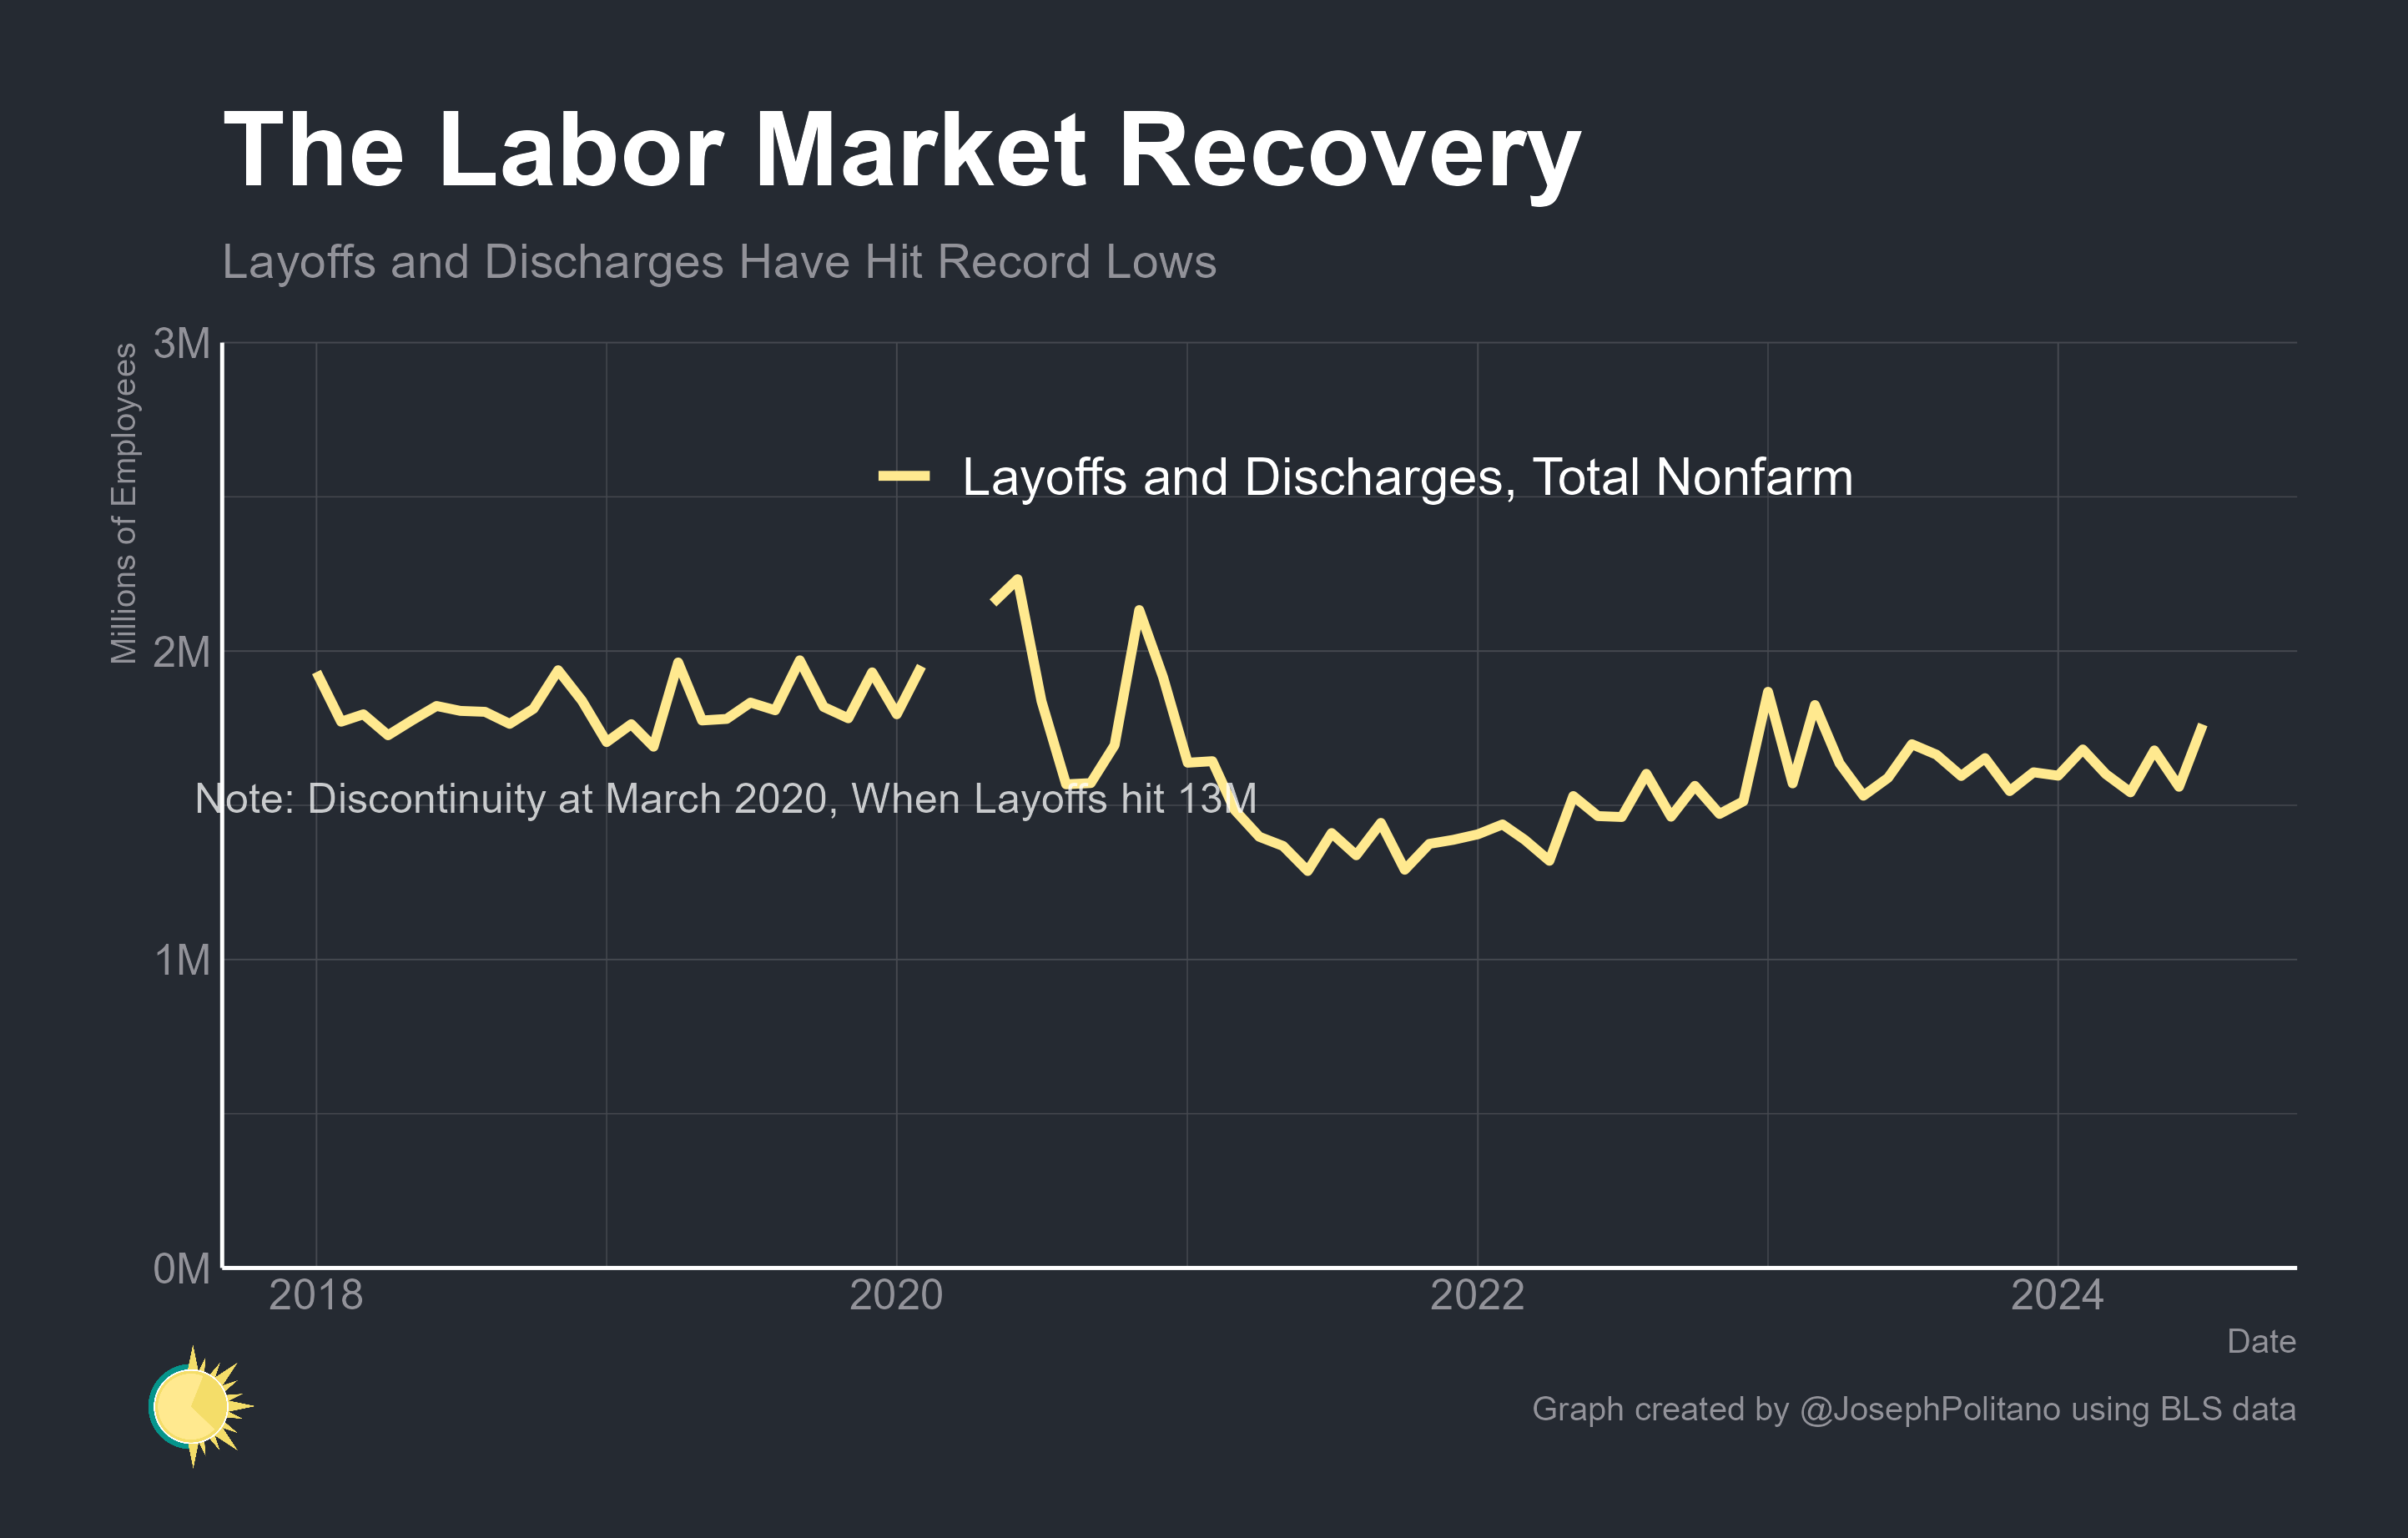 The Labor Market Recovery
Layoffs and Discharges Have Hit Record Lows
Millions of Employees
3M
2M
1M
0M
Layoffs and Discharges, Total Nonfarm
Note: Discontinuity at March 2020, When Layoffs hit 13M
2018
2020
2022
2024
Date
Graph created by @JosephPolitano using BLS data